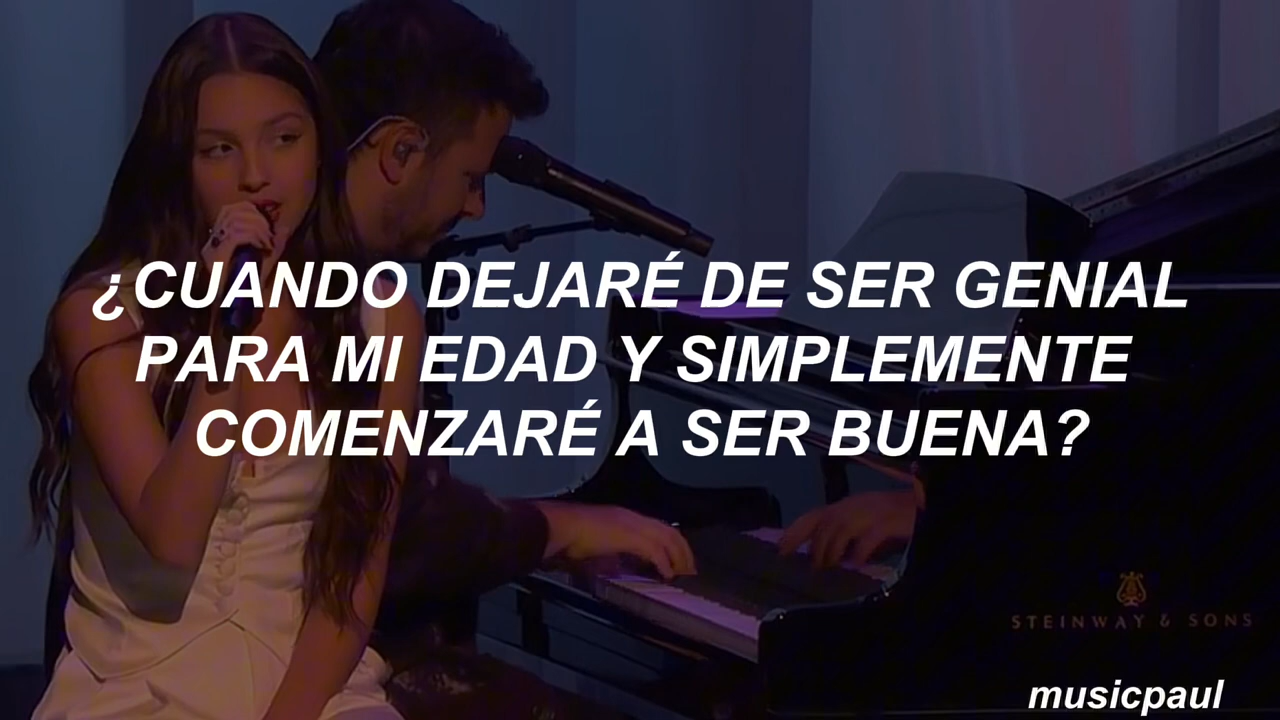 ¿CUANDO DEJARÉ DE SER GENIAL
PARA MI EDAD Y SIMPLEMENTE
COMENZARÉ A SER BUENA?
STEINWAY & SONS
musicpaul